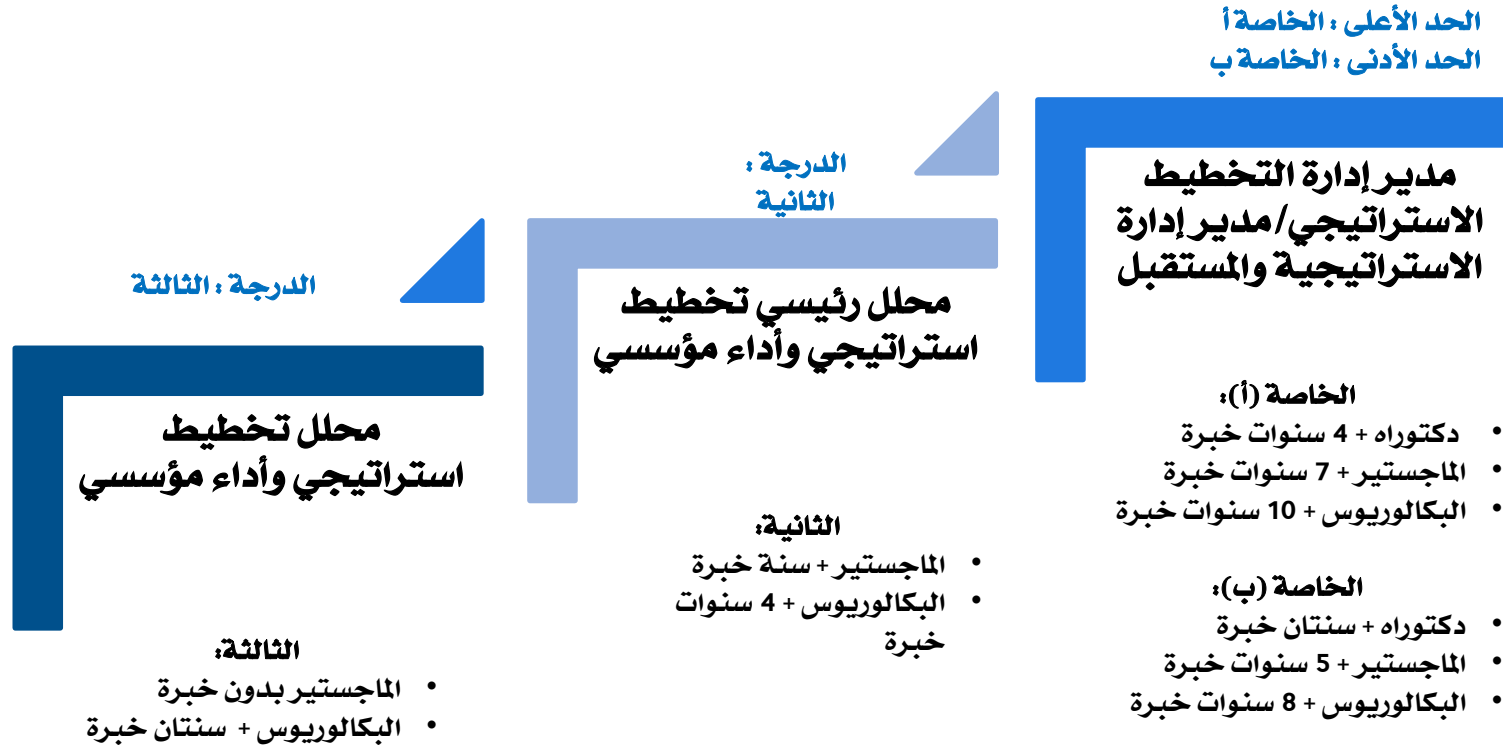 الحد الأعلى : الخاصة أ
الحد الأدنى : الخاصة ب
مدير إدارة التخطيط
الاستراتيجي/مدير إدارة
الاستراتيجية والمستقبل
الخاصة (أ):
• دكتوراه + 4 سنوات خبرة
• الماجستير + 7 سنوات خبرة
• البكالوريوس + 10 سنوات خبرة
الخاصة (ب):
• دكتوراه + سنتان خبرة
• الماجستير + 5 سنوات خبرة
• البكالوريوس + 8 سنوات خبرة
الدرجة :
الثانية
محلل رئيسي تخطيط
استراتيجي وأداء مؤسسي
الثانية:
• الماجستير + سنة خبرة
• البكالوريوس + 4 سنوات
خبرة
الدرجة : الثالثة
محلل تخطيط
استراتيجي وأداء مؤسسي
الثالثة:
• الماجستير بدون خبرة
• البكالوريوس + سنتان خبرة